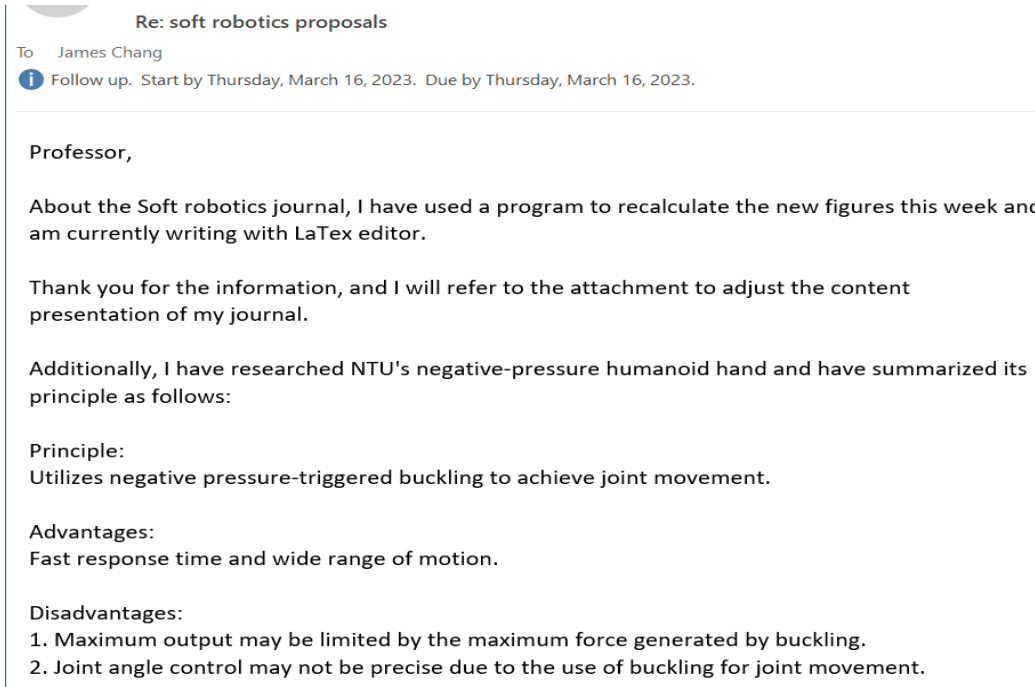 Re: soft robotics proposals
To James Chang
i Follow up. Start by Thursday, March 16, 2023. Due by Thursday, March 16, 2023.
Professor,
About the Soft robotics journal, I have used a program to recalculate the new figures this week and
am currently writing with LaTex editor.
Thank you for the information, and I will refer to the attachment to adjust the content
presentation of my journal.
Additionally, I have researched NTU's negative-pressure humanoid hand and have summarized its
principle as follows:
Principle:
Utilizes negative pressure-triggered buckling to achieve joint movement.
Advantages:
Fast response time and wide range of motion.
Disadvantages:
1. Maximum output may be limited by the maximum force generated by buckling.
2. Joint angle control may not be precise due to the use of buckling for joint movement.